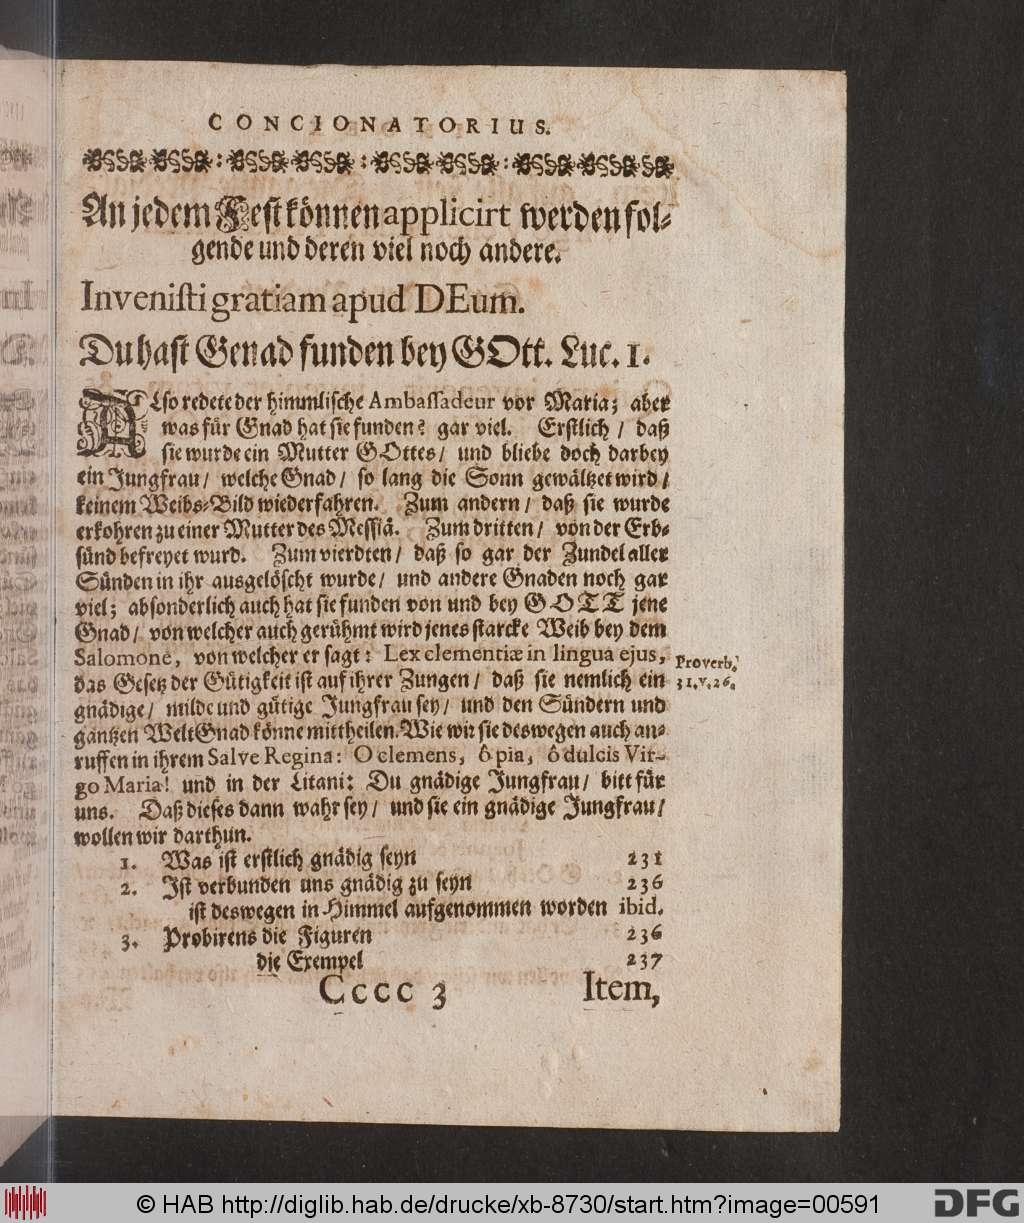 CONCIONATORIUS.
An jedem Fest können applicirt werden fol-
gende und deren viel noch andere.
Invenisti gratiam apud DEum.
Du hast Genad funden bey GOtt. Luc. 1.
ALso redete der himmlische Ambassadeur vor Maria; aber
was für Gnad hat sie funden? gar viel. Erstlich / daß
sie wurde ein Mutter GOttes / und bliebe doch darbey
ein Jungfrau / welche Gnad / so lang die Sonn gewältzet wird /
keinem Weibs-Bild wiederfahren. Zum andern / daß sie wurde
erkohren zu einer Mutter des Messiä. Zum dritten / von der Erb-
sünd befreyet wurd. Zum vierdten / daß so gar der Zundel aller
Sünden in ihr ausgelöscht wurde / und andere Gnaden noch gar
viel; absonderlich auch hat sie funden von und bey GOTT jene
Gnad / von welcher auch gerühmt wird jenes starcke Weib bey dem
Salomone, von welcher er sagt: Lex clementiæ in lingua ejus,
Proverb.
31. v. 26.
das Gesetz der Gütigkeit ist auf ihrer Zungen / daß sie nemlich ein
gnädige / milde und gütige Jungfrau sey / und den Sündern und
gantzen Welt Gnad könne mittheilen. Wie wir sie deswegen auch an-
ruffen in ihrem Salve Regina: O clemens, ô pia, ô dulcis Vir-
go Maria! und in der Litani: Du gnädige Jungfrau / bitt für
uns. Daß dieses dann wahr sey / und sie ein gnädige Jungfrau /
wollen wir darthun.
1. Was ist erstlich gnädig seyn 231
2. Ist verbunden uns gnädig zu seyn 236
ist deswegen in Himmel aufgenommen worden ibid.
3. Probirens die Figuren 236
die Exempel 237
Cccc 3 Item,
© HAB http://diglib.hab.de/drucke/xb-8730/start.htm?image=00591
DFG